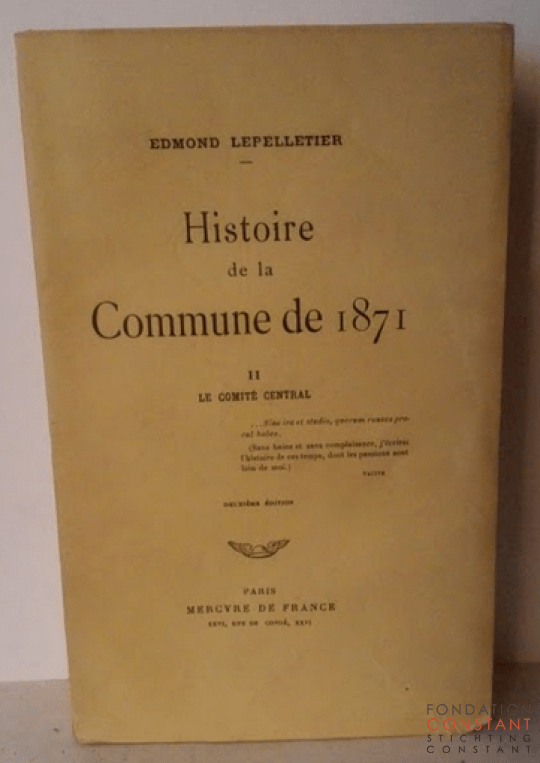 EDMOND LEPELLETIER
Histoire
de la
Commune de 1871
II
LE COMITÉ CENTRAL
...Sine ira et studio, quorum causas pro-
cul habeo.
(Sans haine et sans complaisance, j'écrirai
l'histoire de ces temps, dont les passions sont
loin de moi.)
TACITE
DEUXIÈME ÉDITION
PARIS
MERCVRE DE FRANCE
XXVI, RVE DE CONDÉ, XXVI
FONDATION
CONSTANT
STICHTING
CONSTANT